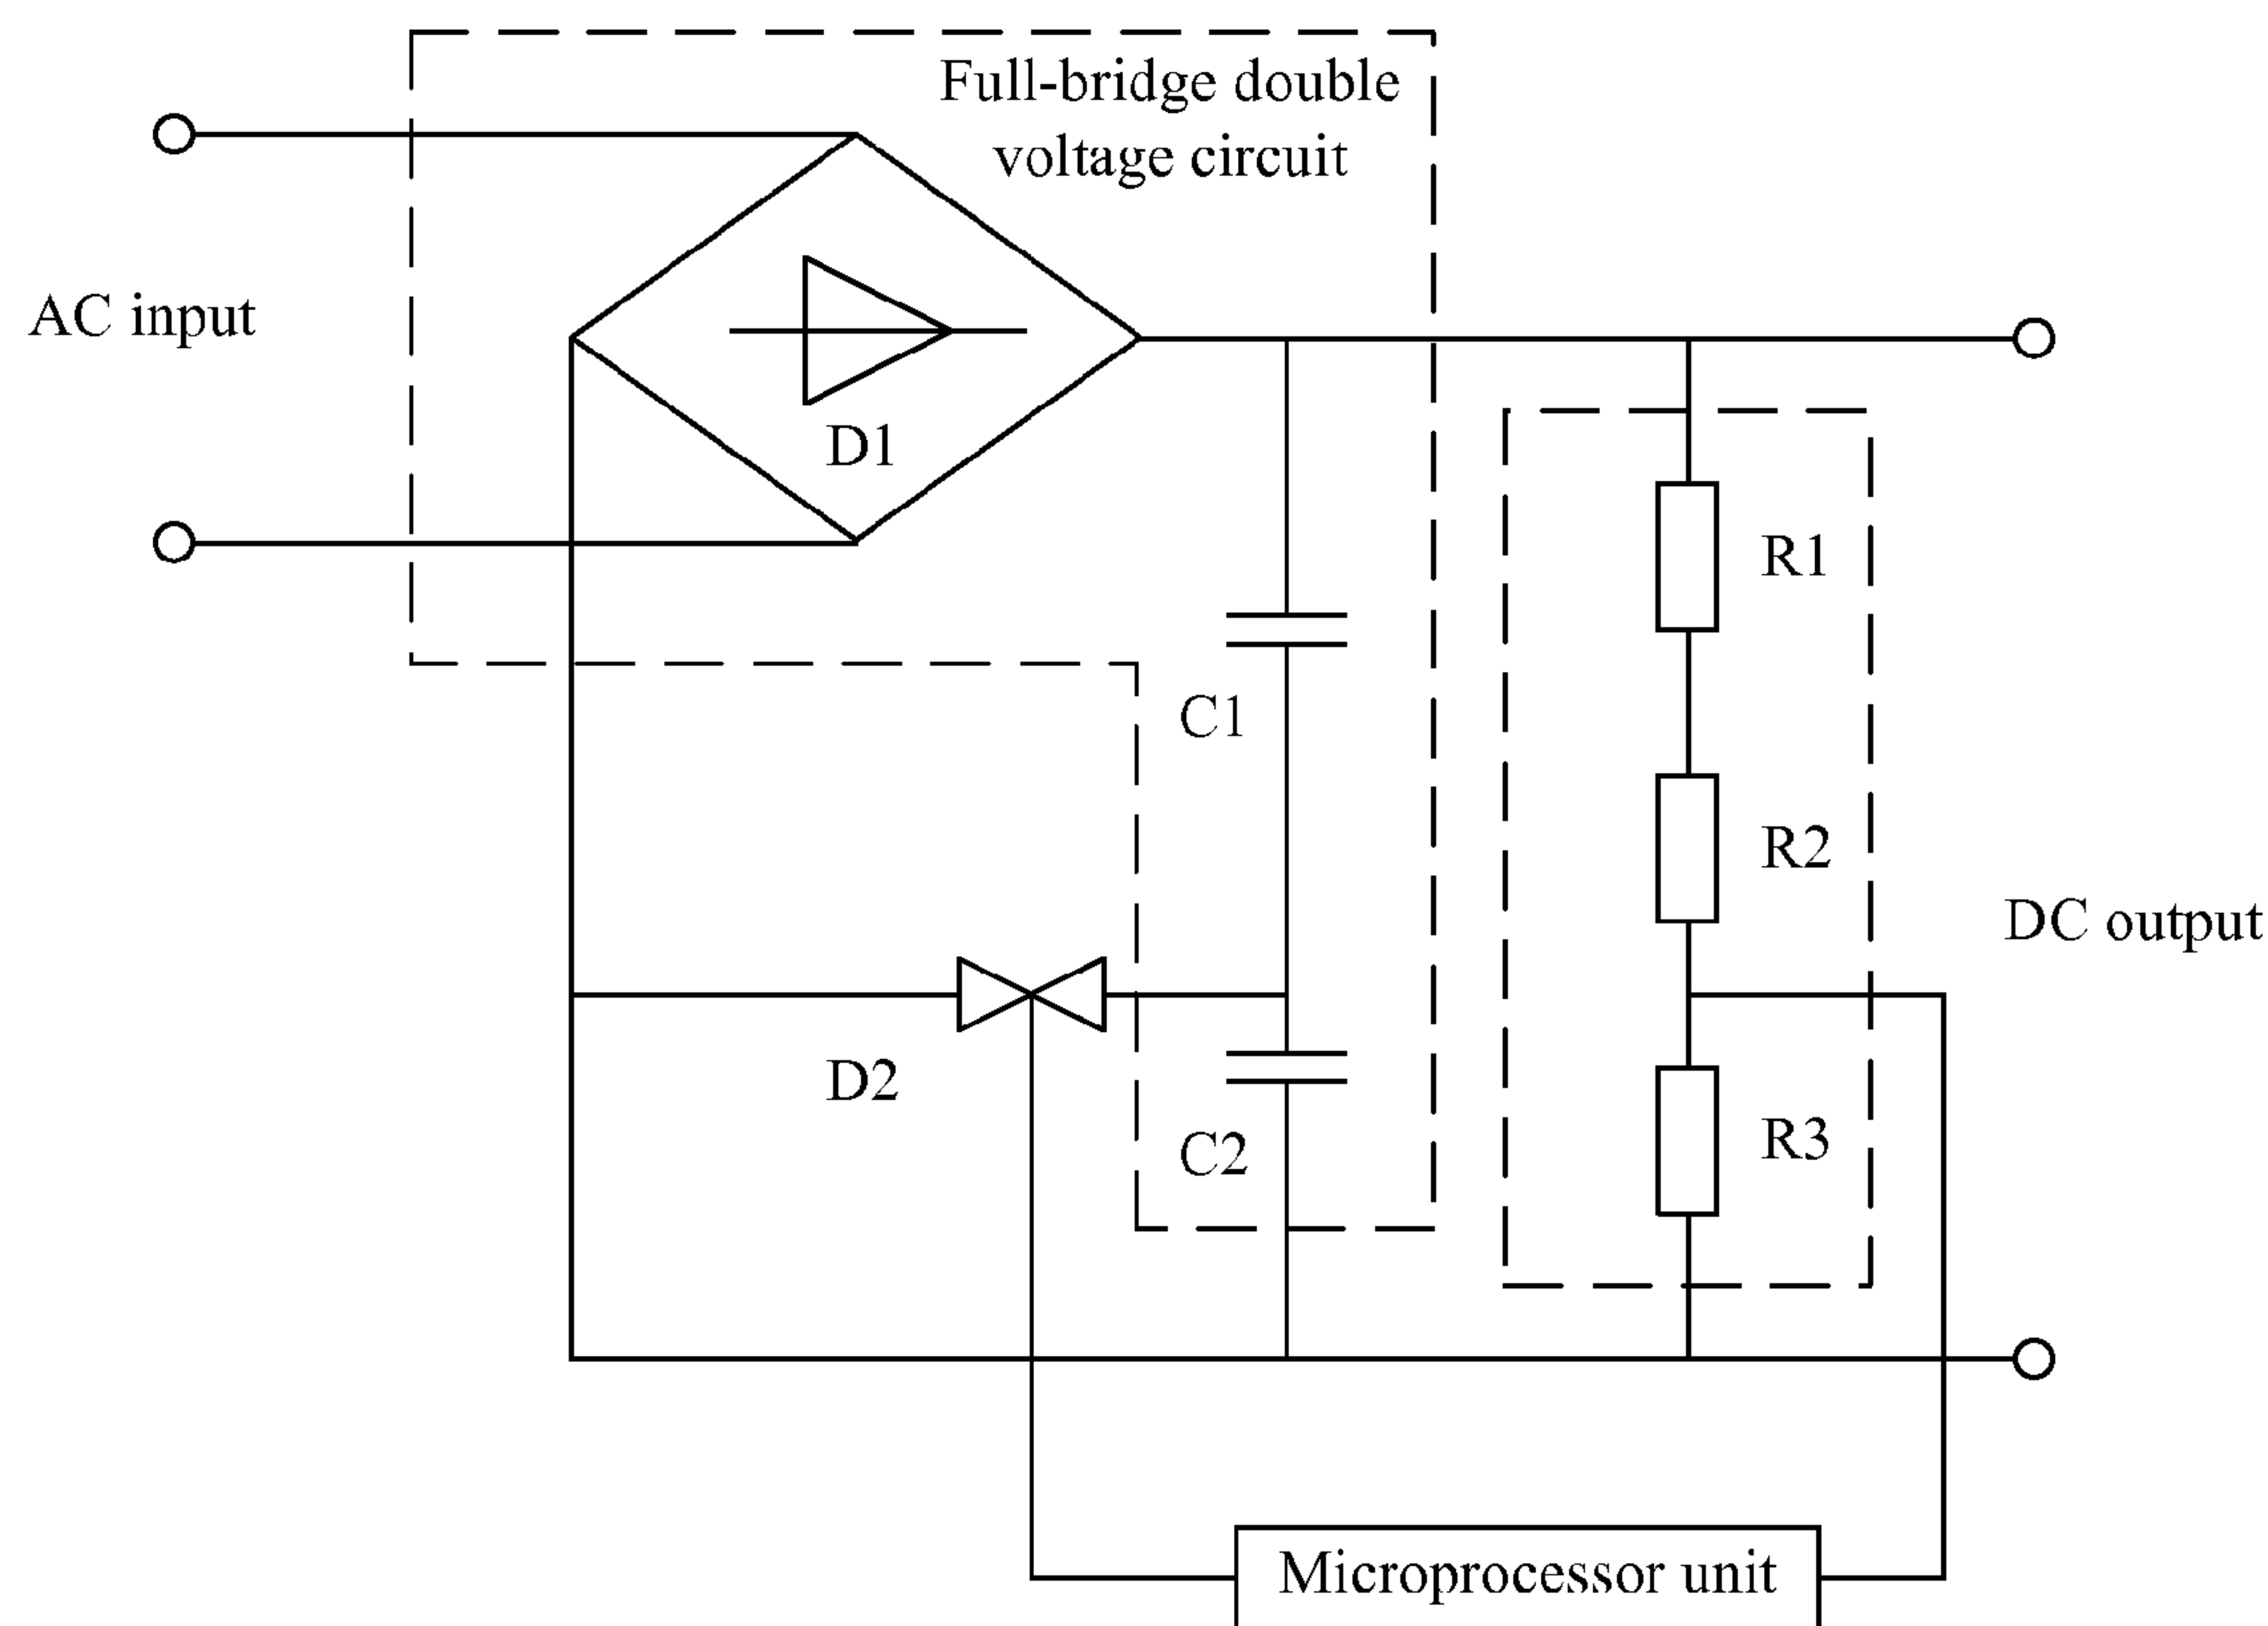 Full-bridge double
voltage circuit
AC input
D1
R1
C1
R2
DC output
D2
R3
C2
Microprocessor unit